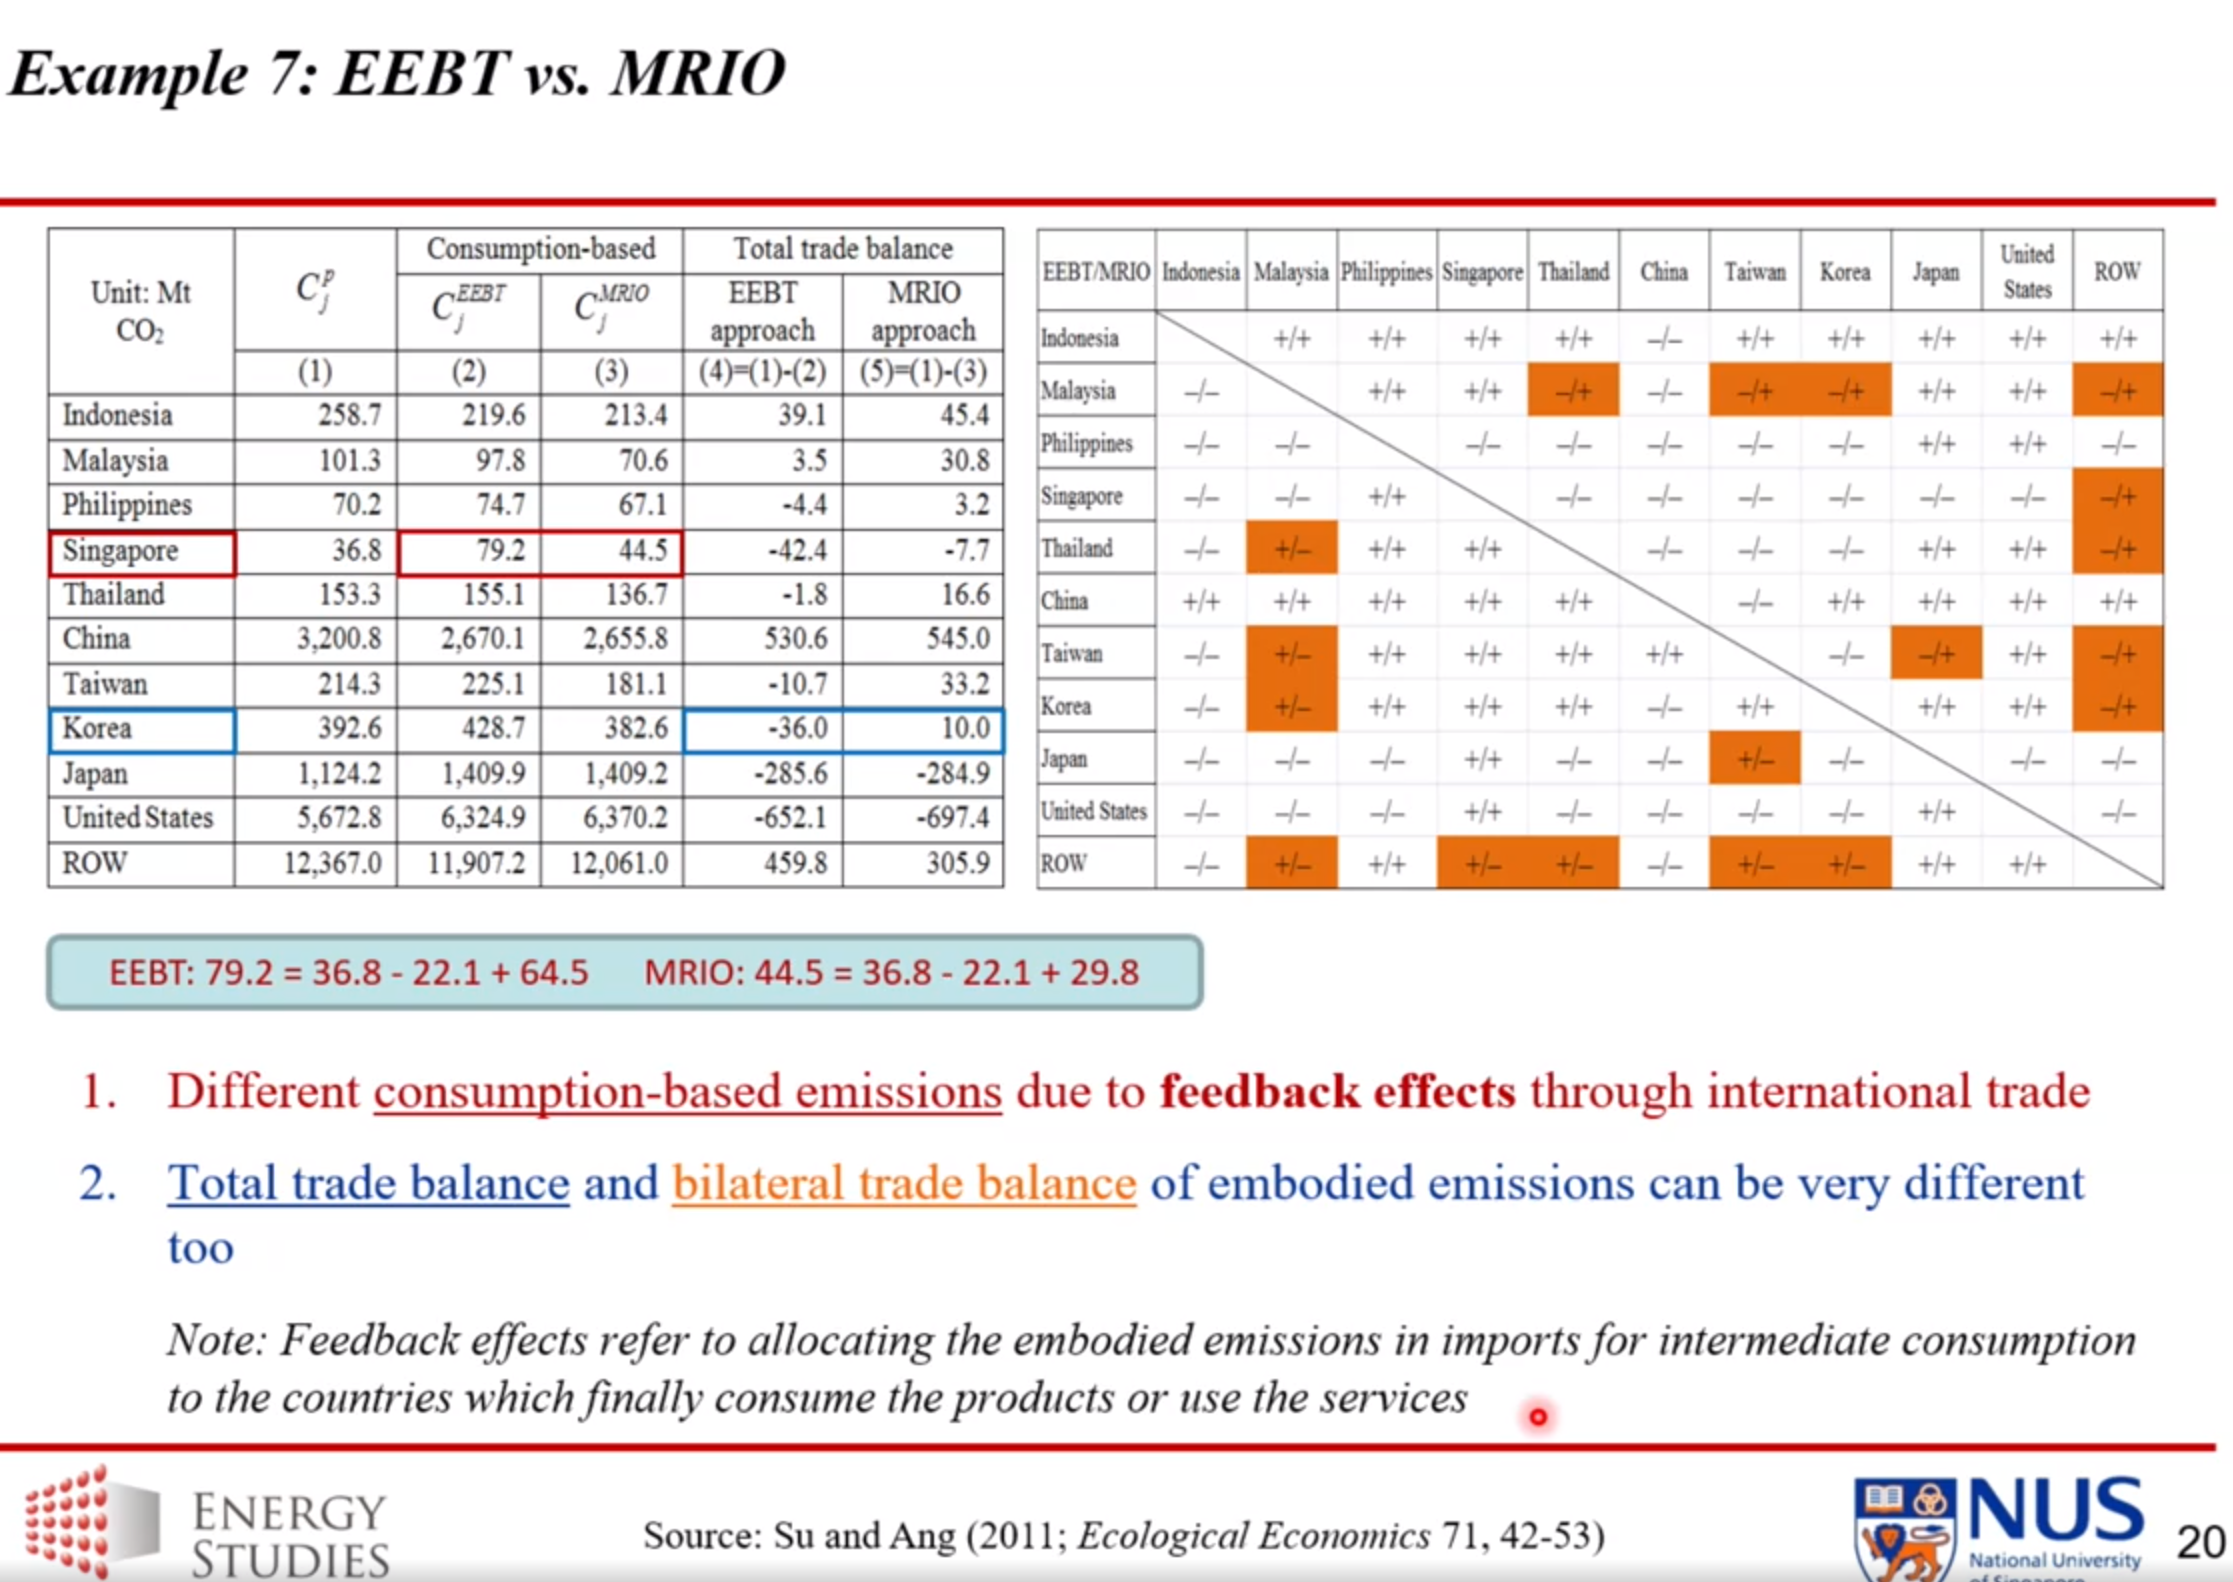 Example 7: EEBT vs. MRIO
Unit: Mt CO₂ | C_j^p | Consumption-based | Total trade balance
C_j^EEBT | C_j^MRIO | EEBT approach | MRIO approach
(1) | (2) | (3) | (4)=(1)-(2) | (5)=(1)-(3)
Indonesia | 258.7 | 219.6 | 213.4 | 39.1 | 45.4
Malaysia | 101.3 | 97.8 | 70.6 | 3.5 | 30.8
Philippines | 70.2 | 74.7 | 67.1 | -4.4 | 3.2
Singapore | 36.8 | 79.2 | 44.5 | -42.4 | -7.7
Thailand | 153.3 | 155.1 | 136.7 | -1.8 | 16.6
China | 3,200.8 | 2,670.1 | 2,655.8 | 530.6 | 545.0
Taiwan | 214.3 | 225.1 | 181.1 | -10.7 | 33.2
Korea | 392.6 | 428.7 | 382.6 | -36.0 | 10.0
Japan | 1,124.2 | 1,409.9 | 1,409.2 | -285.6 | -284.9
United States | 5,672.8 | 6,324.9 | 6,370.2 | -652.1 | -697.4
ROW | 12,367.0 | 11,907.2 | 12,061.0 | 459.8 | 305.9
EEBT/MRIO | Indonesia | Malaysia | Philippines | Singapore | Thailand | China | Taiwan | Korea | Japan | United States | ROW
Indonesia | | +/+ | +/+ | +/+ | +/+ | –/– | +/+ | +/+ | +/+ | +/+ | +/+
Malaysia | –/– | | +/+ | +/+ | –/+ | –/– | –/+ | –/+ | +/+ | +/+ | –/+
Philippines | –/– | –/– | | –/– | –/– | –/– | –/– | –/– | +/+ | +/+ | –/–
Singapore | –/– | –/– | +/+ | | –/– | –/– | –/– | –/– | –/– | –/– | –/+
Thailand | –/– | +/– | +/+ | +/+ | | –/– | –/– | –/– | +/+ | +/+ | –/+
China | +/+ | +/+ | +/+ | +/+ | +/+ | | –/– | +/+ | +/+ | +/+ | +/+
Taiwan | –/– | +/– | +/+ | +/+ | +/+ | +/+ | | –/– | –/+ | +/+ | –/+
Korea | –/– | +/– | +/+ | +/+ | +/+ | –/– | +/+ | | +/+ | +/+ | –/+
Japan | –/– | –/– | –/– | +/+ | –/– | –/– | +/– | –/– | | –/– | –/–
United States | –/– | –/– | –/– | +/+ | –/– | –/– | –/– | –/– | +/+ | | –/–
ROW | –/– | +/– | +/+ | +/– | +/– | –/– | +/– | +/– | +/+ | +/+ |
EEBT: 79.2 = 36.8 - 22.1 + 64.5 MRIO: 44.5 = 36.8 - 22.1 + 29.8
1. Different consumption-based emissions due to feedback effects through international trade
2. Total trade balance and bilateral trade balance of embodied emissions can be very different
too
Note: Feedback effects refer to allocating the embodied emissions in imports for intermediate consumption
to the countries which finally consume the products or use the services
ENERGY
STUDIES
Source: Su and Ang (2011; Ecological Economics 71, 42-53)
NUS
National University
of Singapore
20